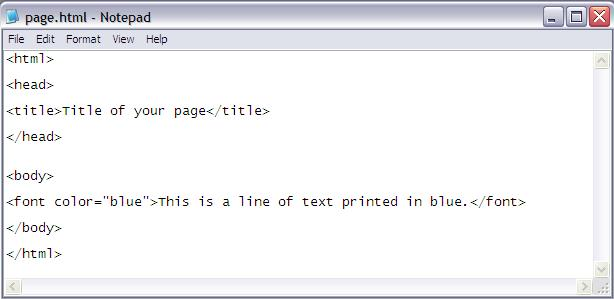 page.html - Notepad
File Edit Format View Help
<html>
<head>
<title>Title of your page</title>
</head>
<body>
<font color="blue">This is a line of text printed in blue.</font>
</body>
</html>